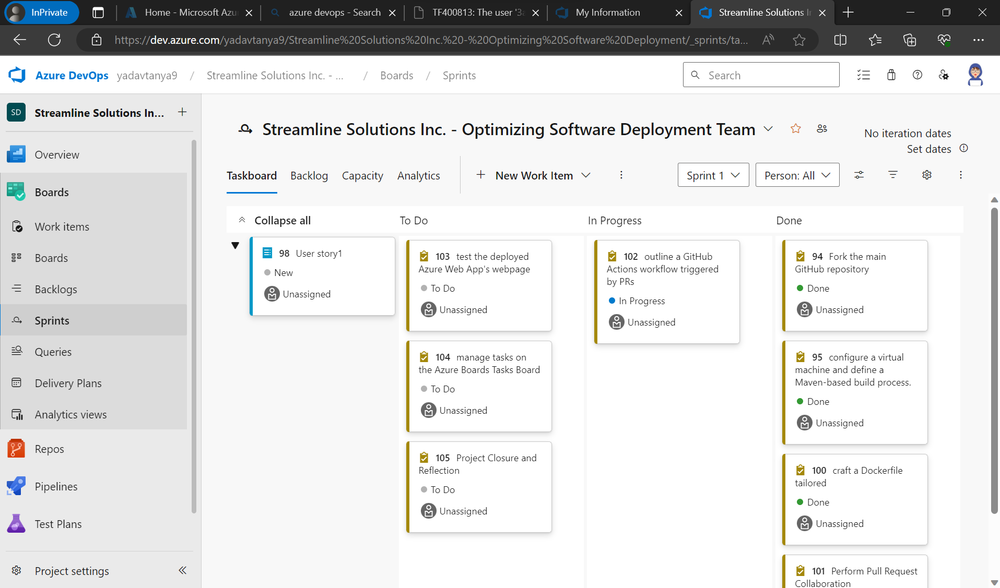 InPrivate
Home - Microsoft Azu
azure devops - Search
TF400813: The user '3a
My Information
Streamline Solutions In
https://dev.azure.com/yadavtanya9/Streamline%20Solutions%20Inc.%20-%20Optimizing%20Software%20Deployment/_sprints/ta...
Azure DevOps
yadavtanya9 / Streamline Solutions Inc. - ... / Boards / Sprints
Search
SD
Streamline Solutions In...
Overview
Boards
Work items
Boards
Backlogs
Sprints
Queries
Delivery Plans
Analytics views
Repos
Pipelines
Test Plans
Project settings
Streamline Solutions Inc. - Optimizing Software Deployment Team
No iteration dates
Set dates
Taskboard
Backlog
Capacity
Analytics
New Work Item
Sprint 1
Person: All
Collapse all
To Do
In Progress
Done
98 User story1
New
Unassigned
103 test the deployed
Azure Web App's webpage
To Do
Unassigned
104 manage tasks on
the Azure Boards Tasks Board
To Do
Unassigned
105 Project Closure and
Reflection
To Do
Unassigned
102 outline a GitHub
Actions workflow triggered
by PRs
In Progress
Unassigned
94 Fork the main
GitHub repository
Done
Unassigned
95 configure a virtual
machine and define a
Maven-based build process.
Done
Unassigned
100 craft a Dockerfile
tailored
Done
Unassigned
101 Perform Pull Request
Collaboration